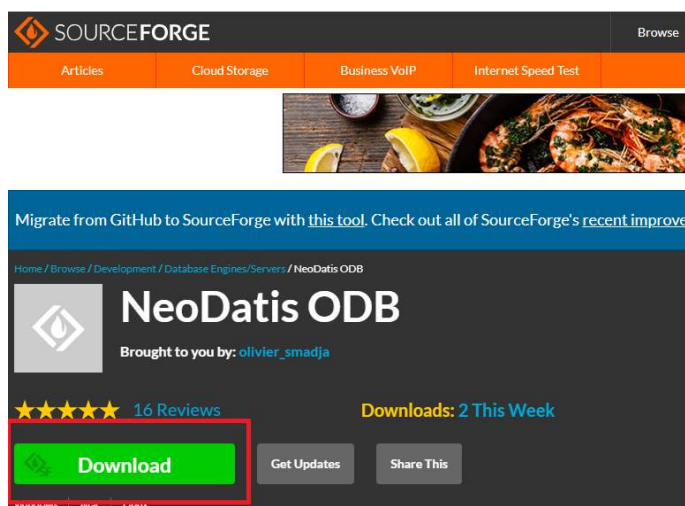 SOURCEFORGE
Browse
Articles Cloud Storage Business VoIP Internet Speed Test
Migrate from GitHub to SourceForge with this tool. Check out all of SourceForge's recent improve
Home / Browse / Development / Database Engines/Servers / NeoDatis ODB
NeoDatis ODB
Brought to you by: olivier_smadja
16 Reviews
Downloads: 2 This Week
Download
Get Updates
Share This